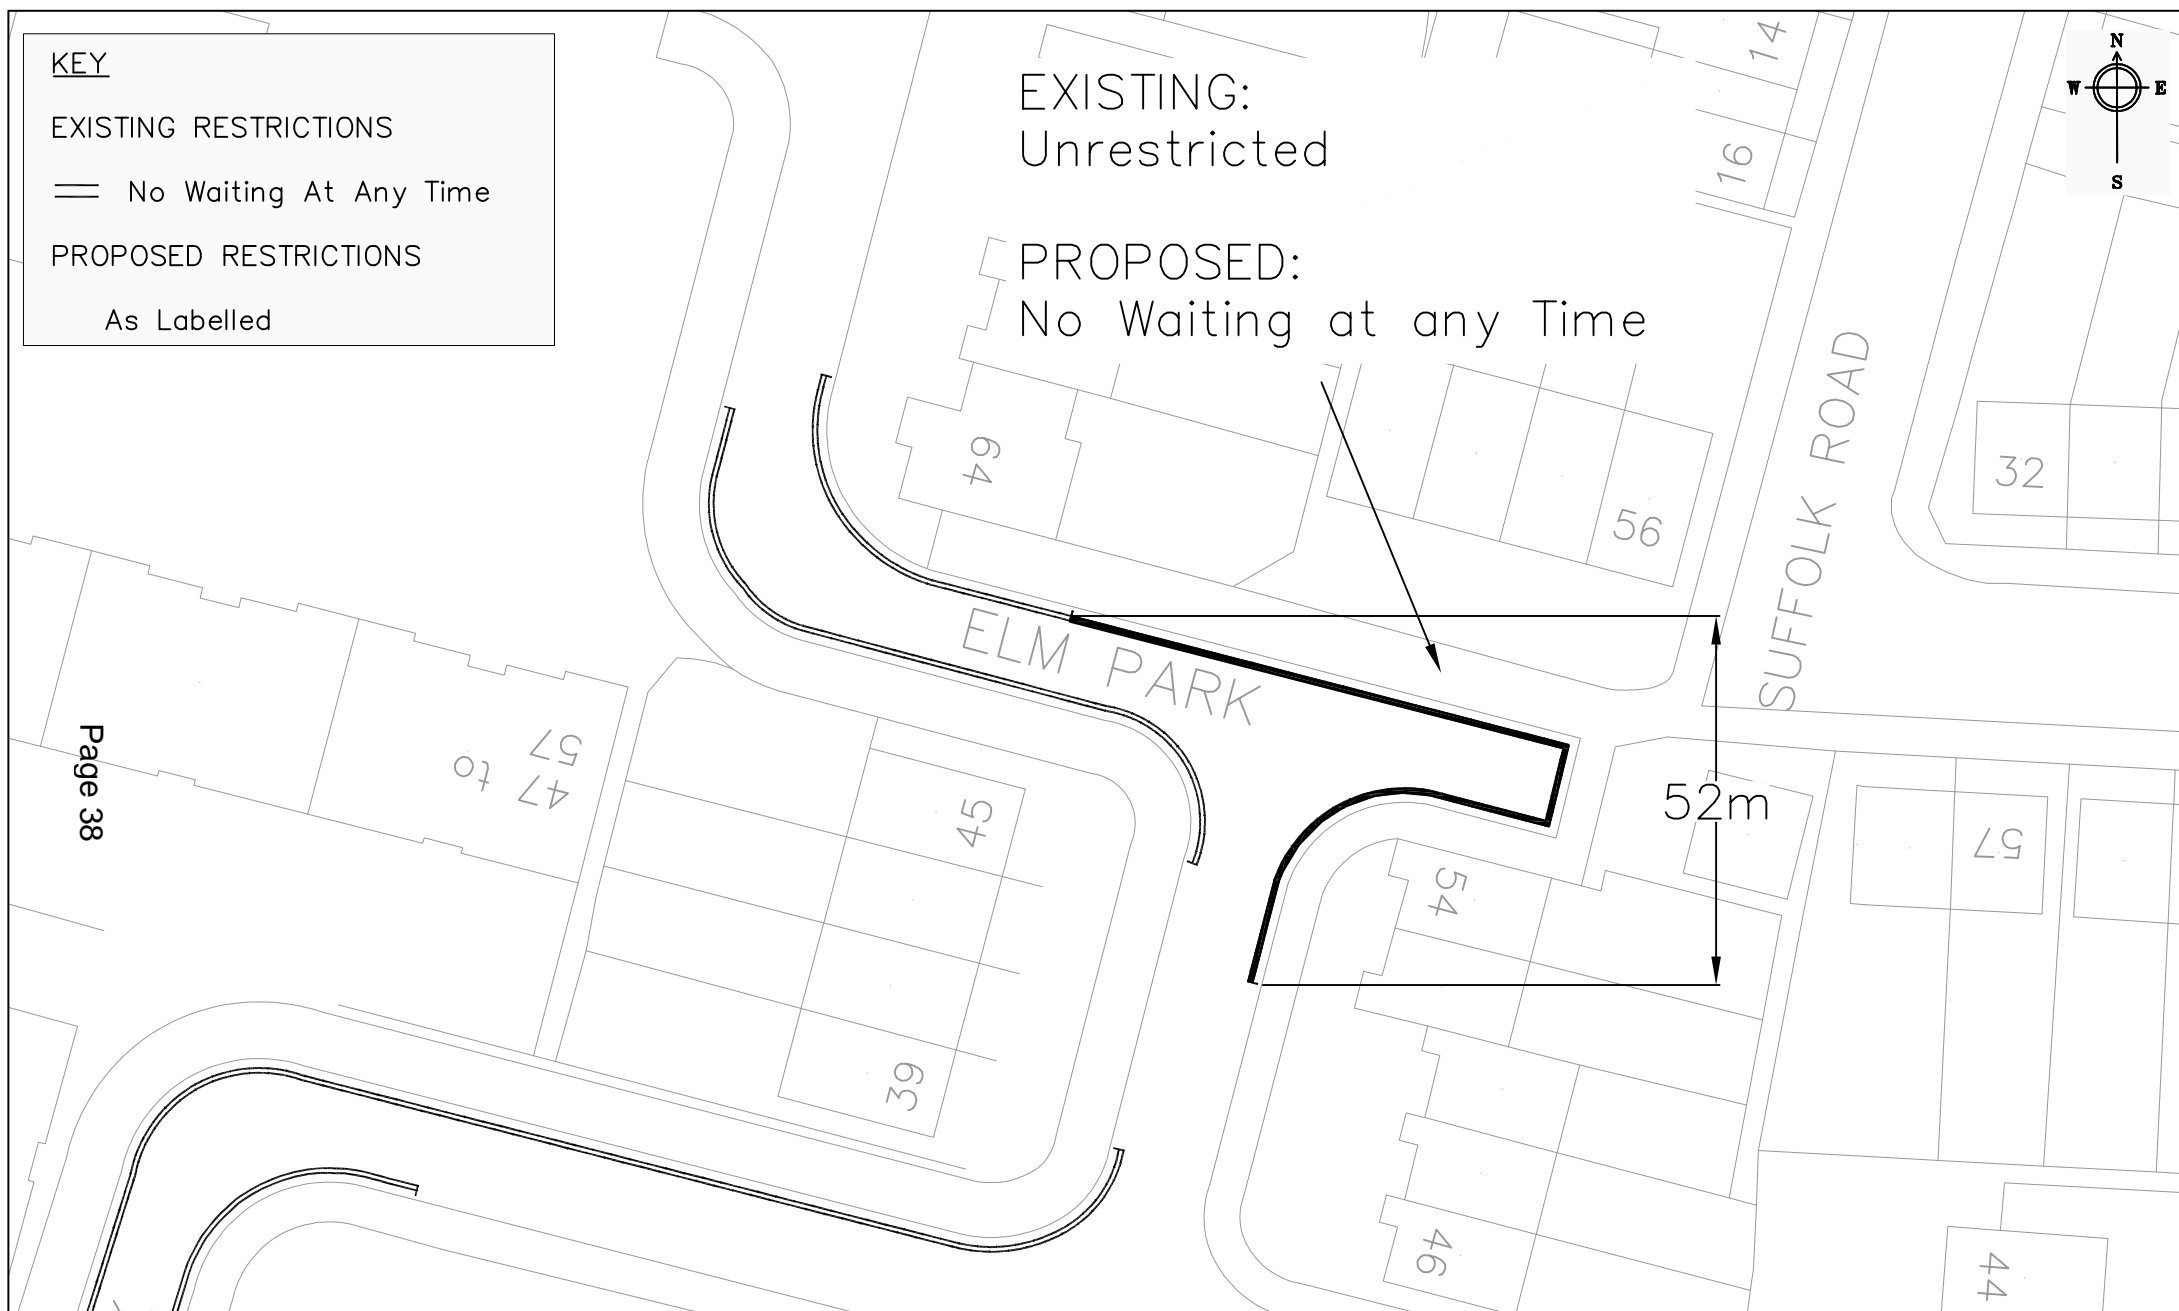 KEY
EXISTING RESTRICTIONS
No Waiting At Any Time
PROPOSED RESTRICTIONS
As Labelled
EXISTING:
Unrestricted
PROPOSED:
No Waiting at any Time
14
16
N
W E
S
64
56
32
SUFFOLK ROAD
ELM PARK
52m
47 to
57
45
39
54
57
46
44
Page 38